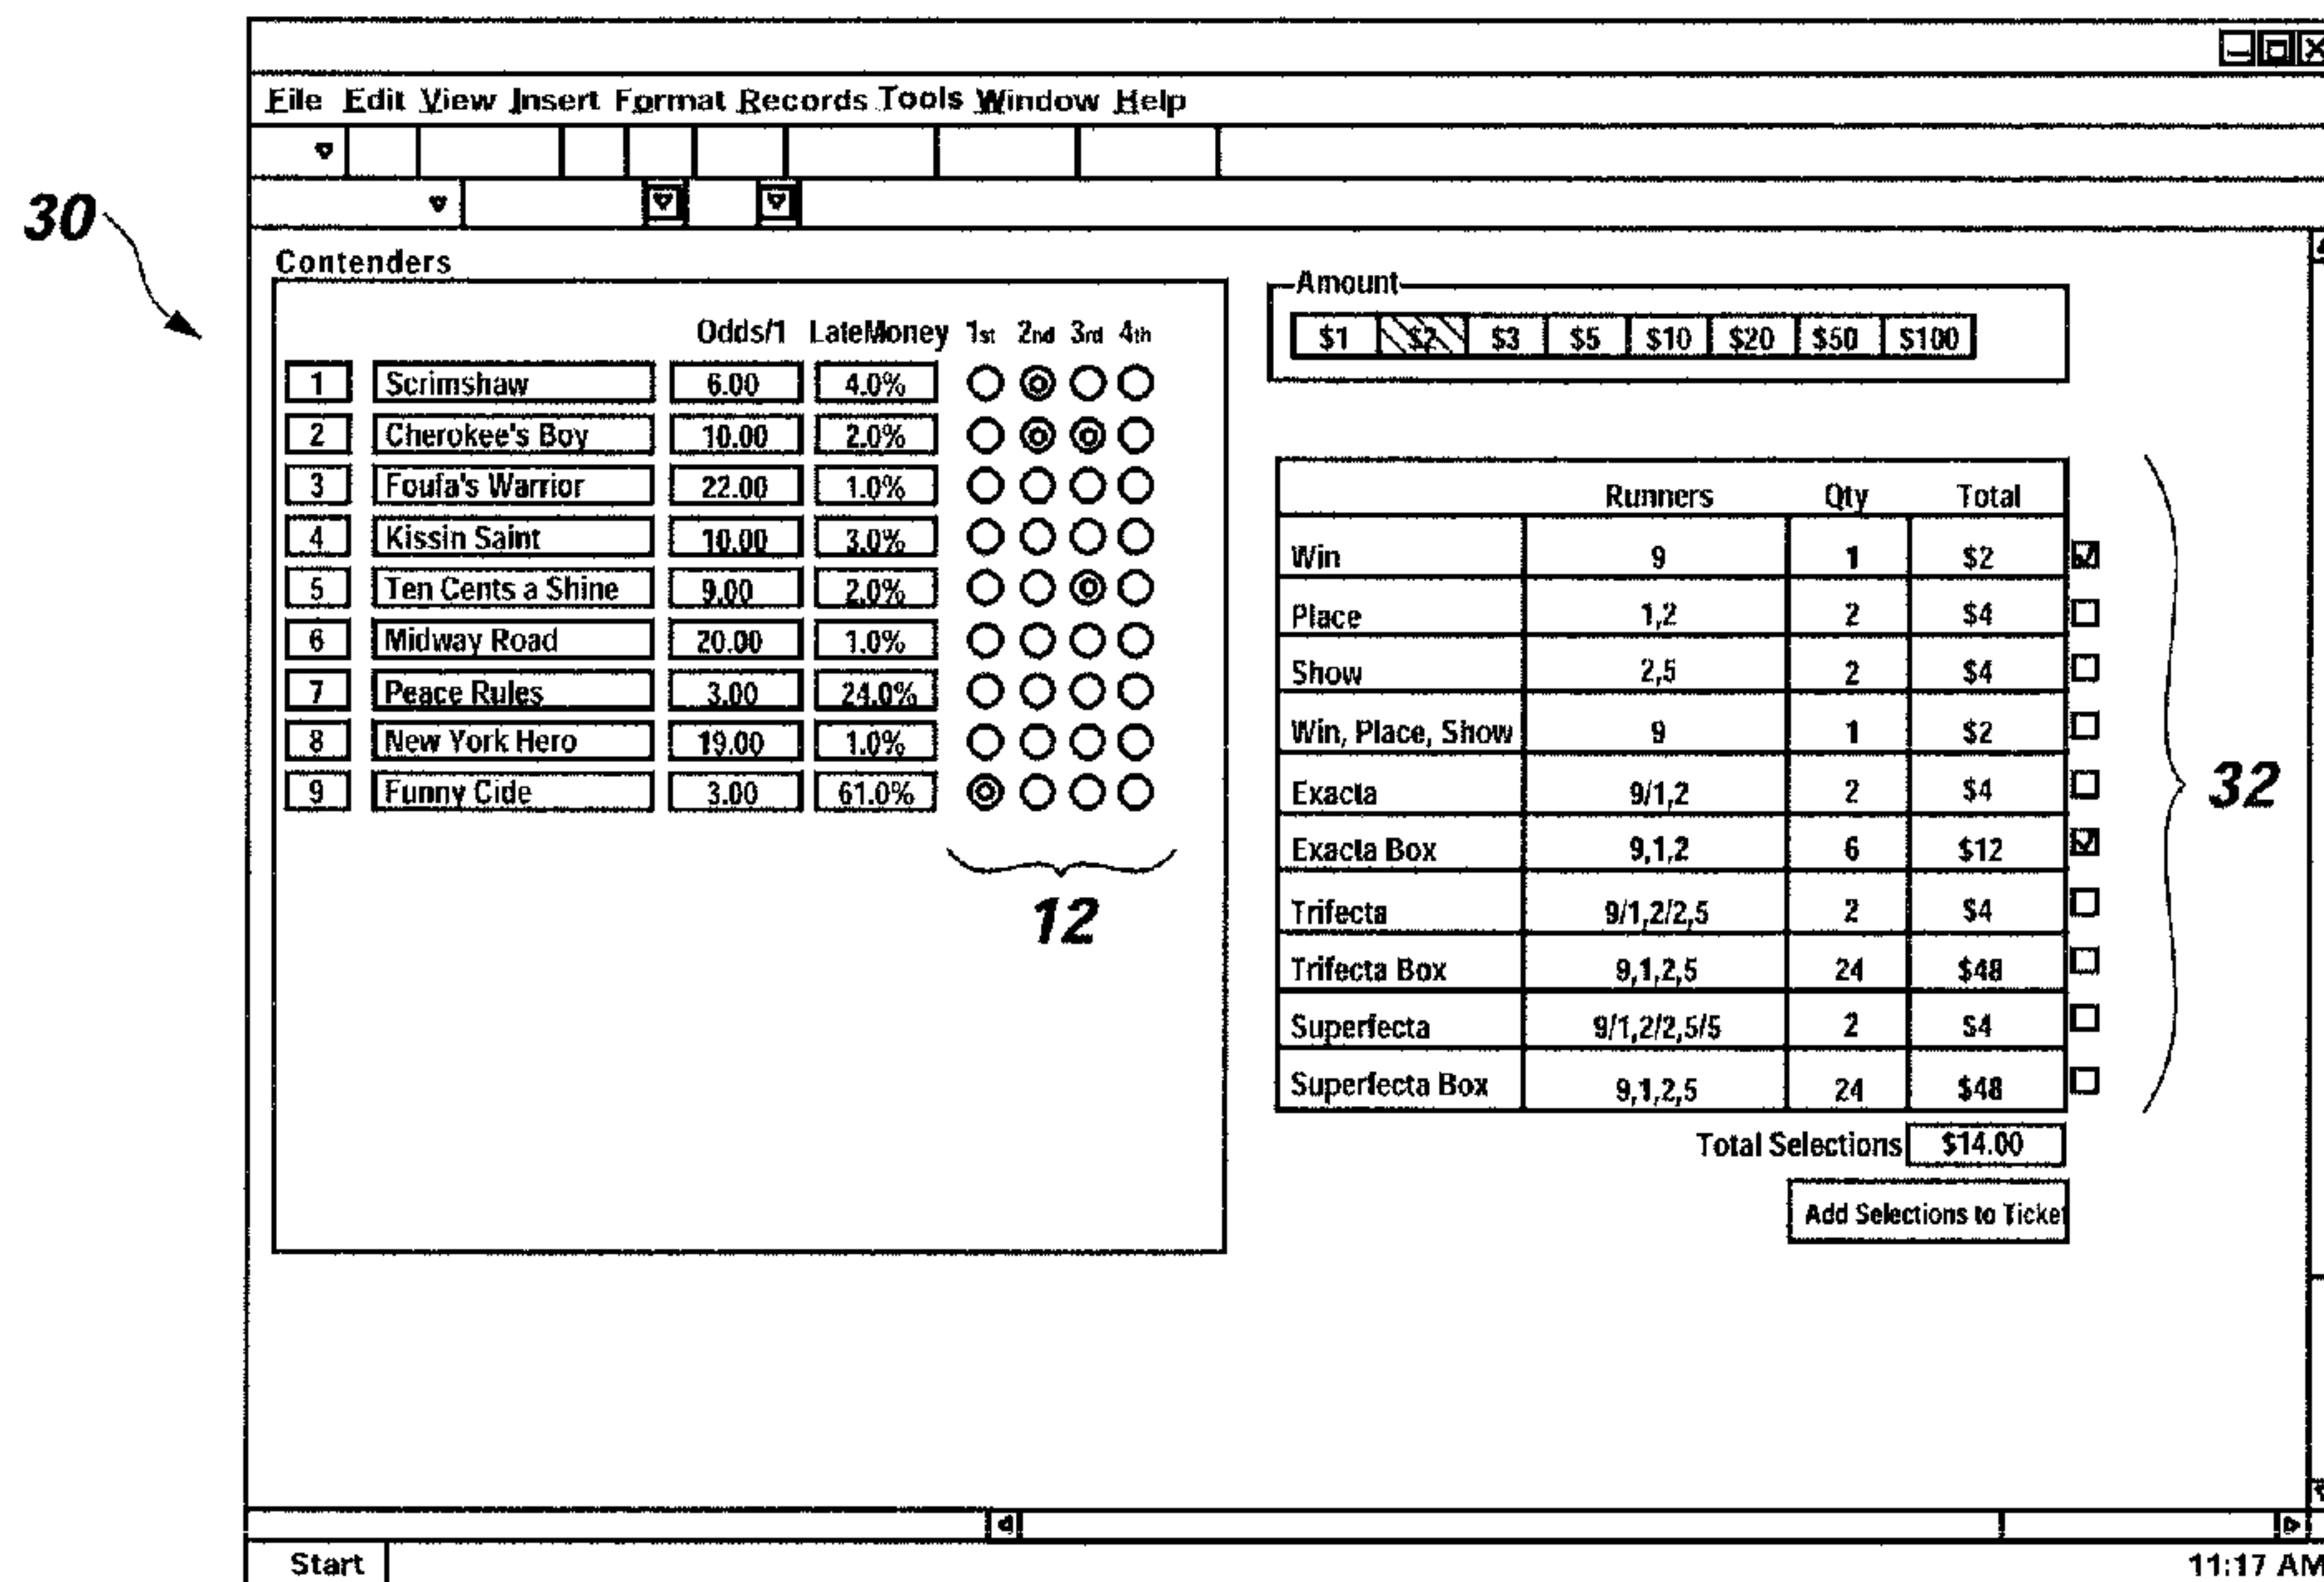 File Edit View Insert Format Records Tools Window Help
30
Contenders
Odds/1 LateMoney 1st 2nd 3rd 4th
1 Scrimshaw 6.00 4.0%
2 Cherokee's Boy 10.00 2.0%
3 Foufa's Warrior 22.00 1.0%
4 Kissin Saint 10.00 3.0%
5 Ten Cents a Shine 9.00 2.0%
6 Midway Road 20.00 1.0%
7 Peace Rules 3.00 24.0%
8 New York Hero 19.00 1.0%
9 Funny Cide 3.00 61.0%
12
Amount
$1 $2 $3 $5 $10 $20 $50 $100
Runners Qty Total
Win 9 1 $2
Place 1,2 2 $4
Show 2,5 2 $4
Win, Place, Show 9 1 $2
Exacta 9/1,2 2 $4
Exacta Box 9,1,2 6 $12
Trifecta 9/1,2/2,5 2 $4
Trifecta Box 9,1,2,5 24 $48
Superfecta 9/1,2/2,5/5 2 $4
Superfecta Box 9,1,2,5 24 $48
32
Total Selections $14.00
Add Selections to Ticket
Start 11:17 AM